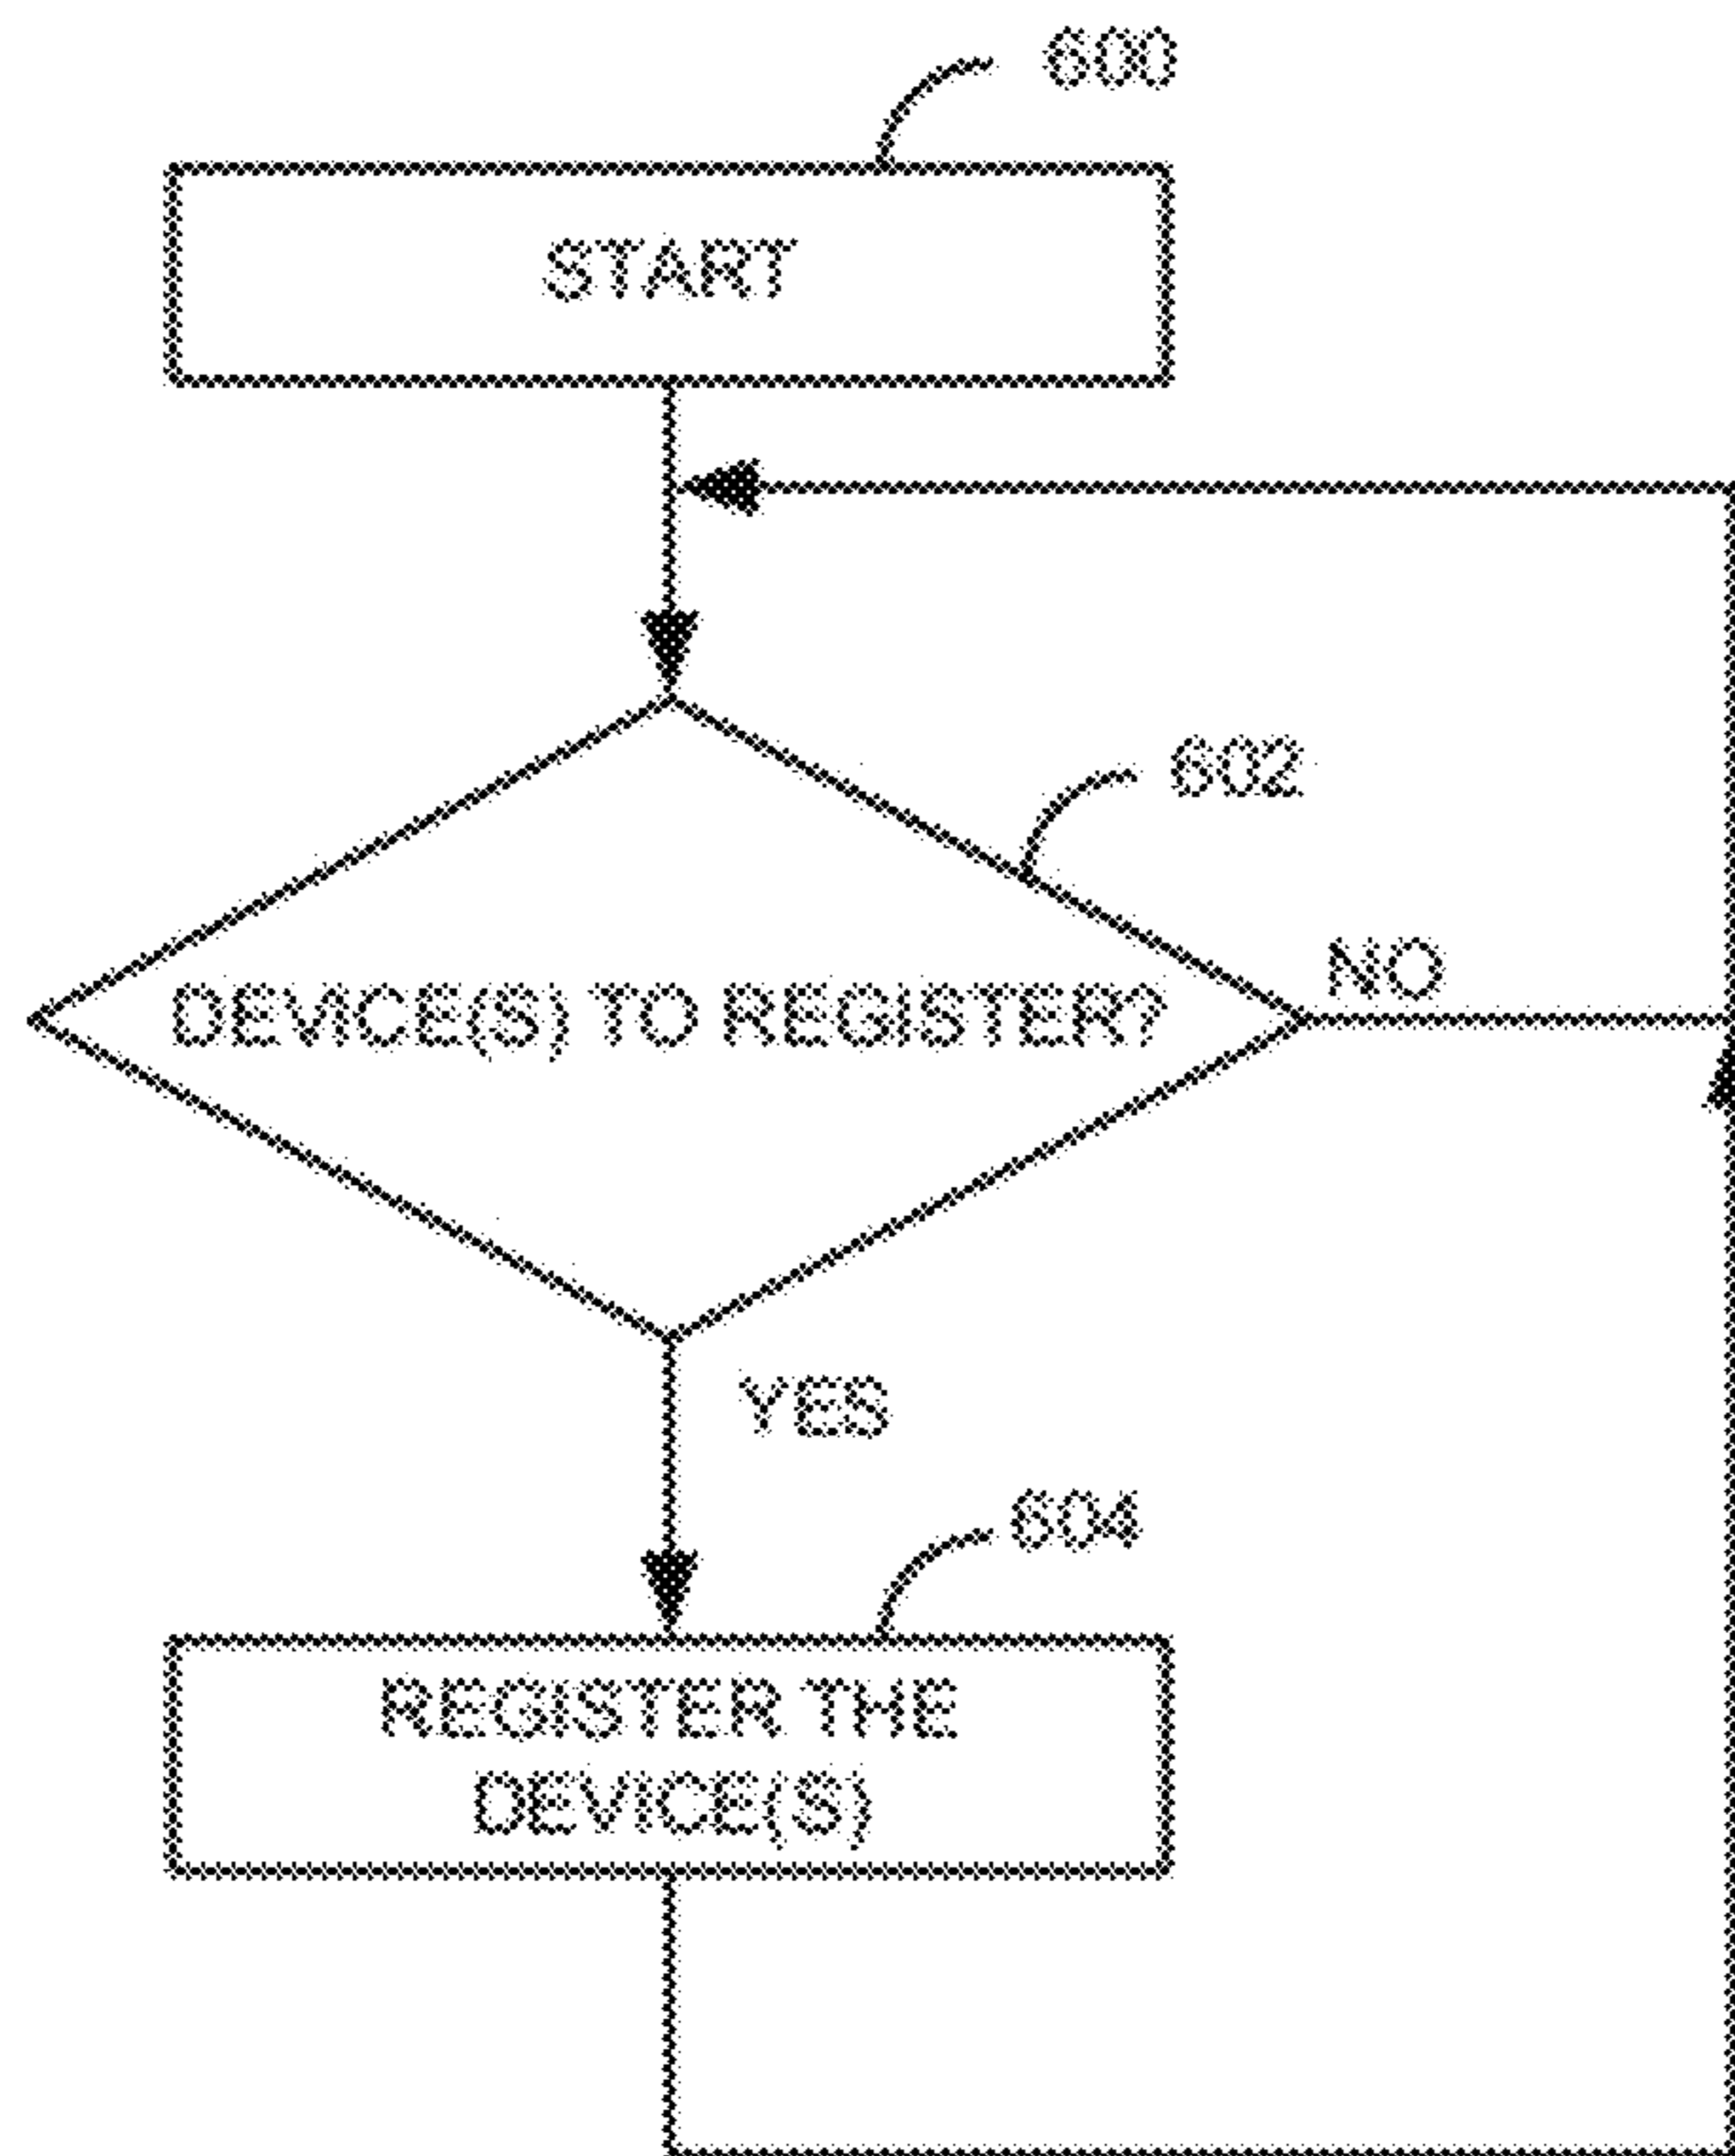 600
START
602
NO
DEVICE(S) TO REGISTER?
YES
604
REGISTER THE
DEVICE(S)